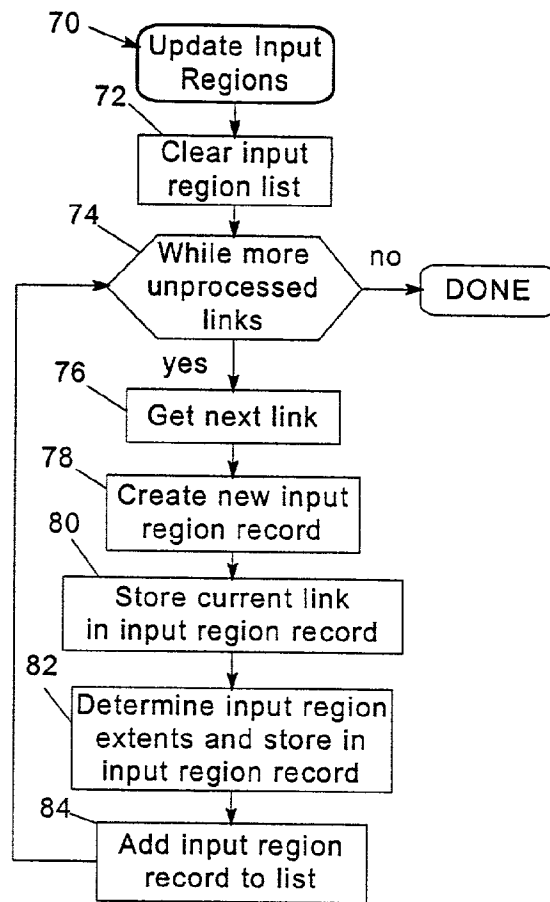 70
Update Input
Regions
72
Clear input
region list
74
While more
unprocessed
links
no
DONE
yes
76
Get next link
78
Create new input
region record
80
Store current link
in input region record
82
Determine input region
extents and store in
input region record
84
Add input region
record to list